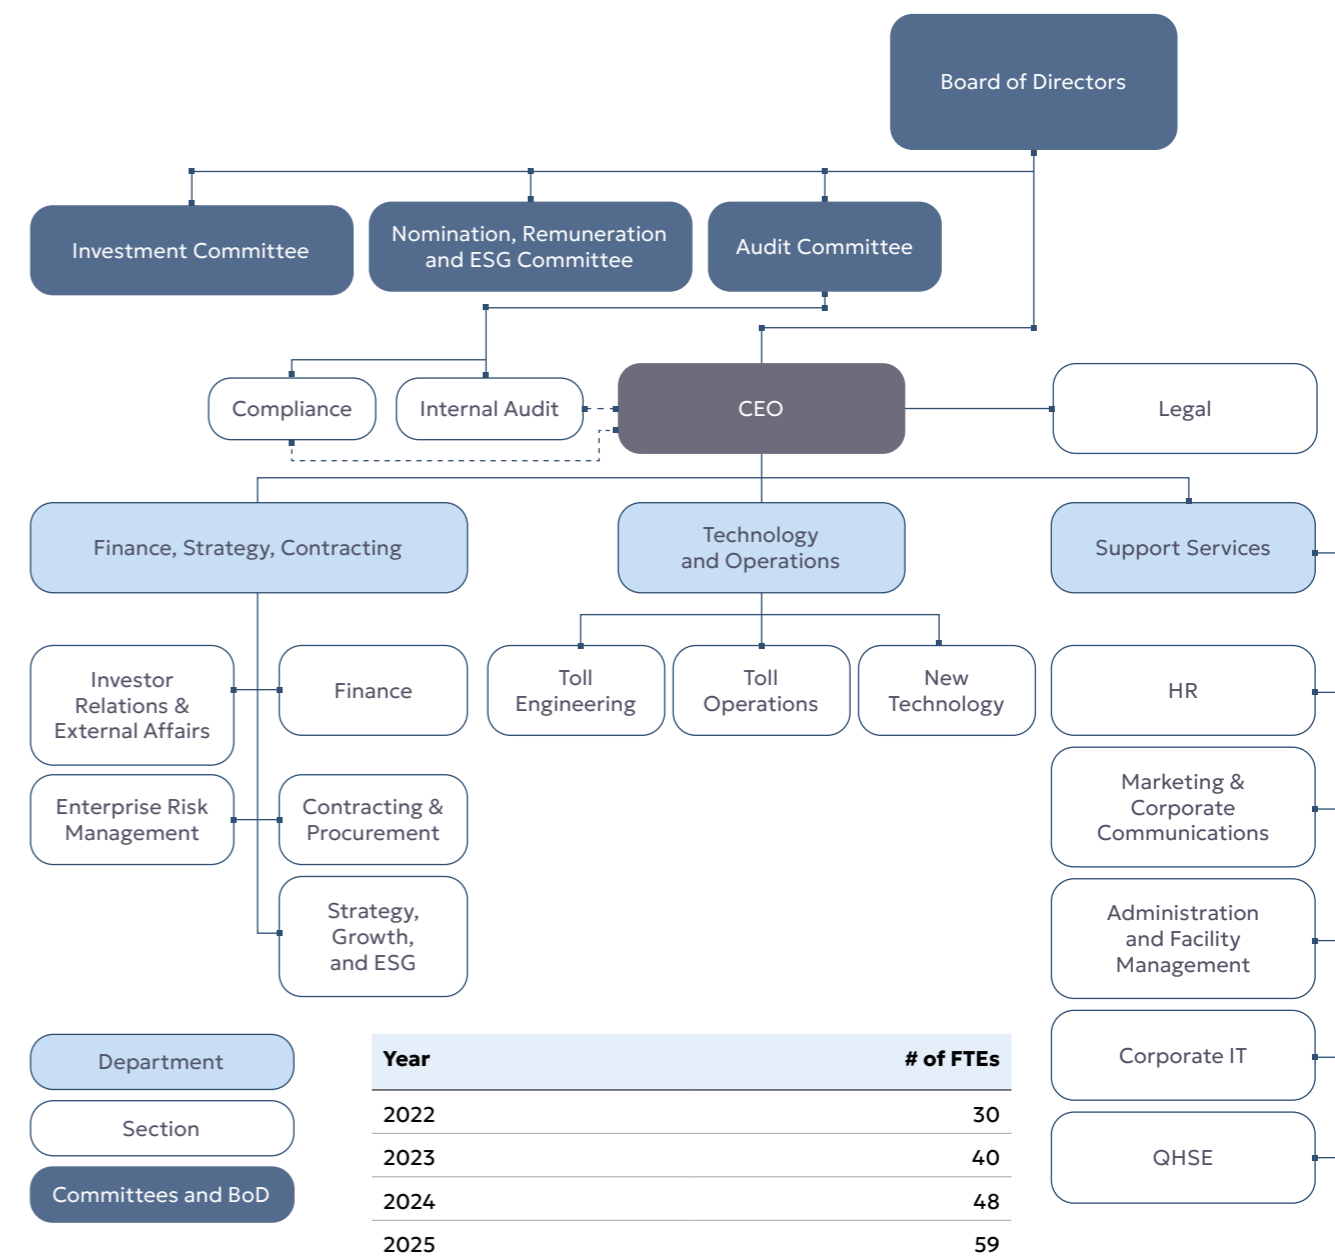 Board of Directors
Investment Committee
Nomination, Remuneration
and ESG Committee
Audit Committee
Compliance
Internal Audit
CEO
Legal
Finance, Strategy, Contracting
Technology
and Operations
Support Services
Investor
Relations &
External Affairs
Finance
Toll
Engineering
Toll
Operations
New
Technology
HR
Enterprise Risk
Management
Contracting &
Procurement
Marketing &
Corporate
Communications
Strategy,
Growth,
and ESG
Administration
and Facility
Management
Corporate IT
QHSE
Department
Section
Committees and BoD
Year # of FTEs
2022 30
2023 40
2024 48
2025 59